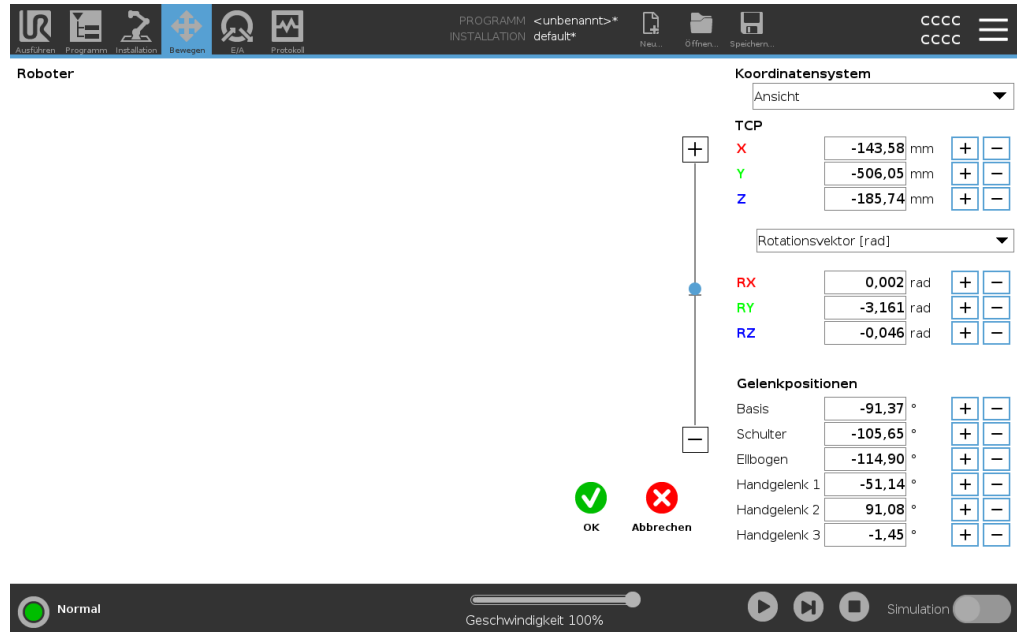 UR
PROGRAMM <unbenannt>*
INSTALLATION default*
Ausführen Programm Installation Bewegen E/A Protokoll
Neu... Öffnen... Speichern...
CCCC
CCCC
Roboter
Koordinatensystem
Ansicht
TCP
X -143,58 mm + −
Y -506,05 mm + −
Z -185,74 mm + −
Rotationsvektor [rad]
RX 0,002 rad + −
RY -3,161 rad + −
RZ -0,046 rad + −
Gelenkpositionen
Basis -91,37 ° + −
Schulter -105,65 ° + −
Ellbogen -114,90 ° + −
Handgelenk 1 -51,14 ° + −
Handgelenk 2 91,08 ° + −
Handgelenk 3 -1,45 ° + −
+
−
OK Abbrechen
Normal
Geschwindigkeit 100%
Simulation